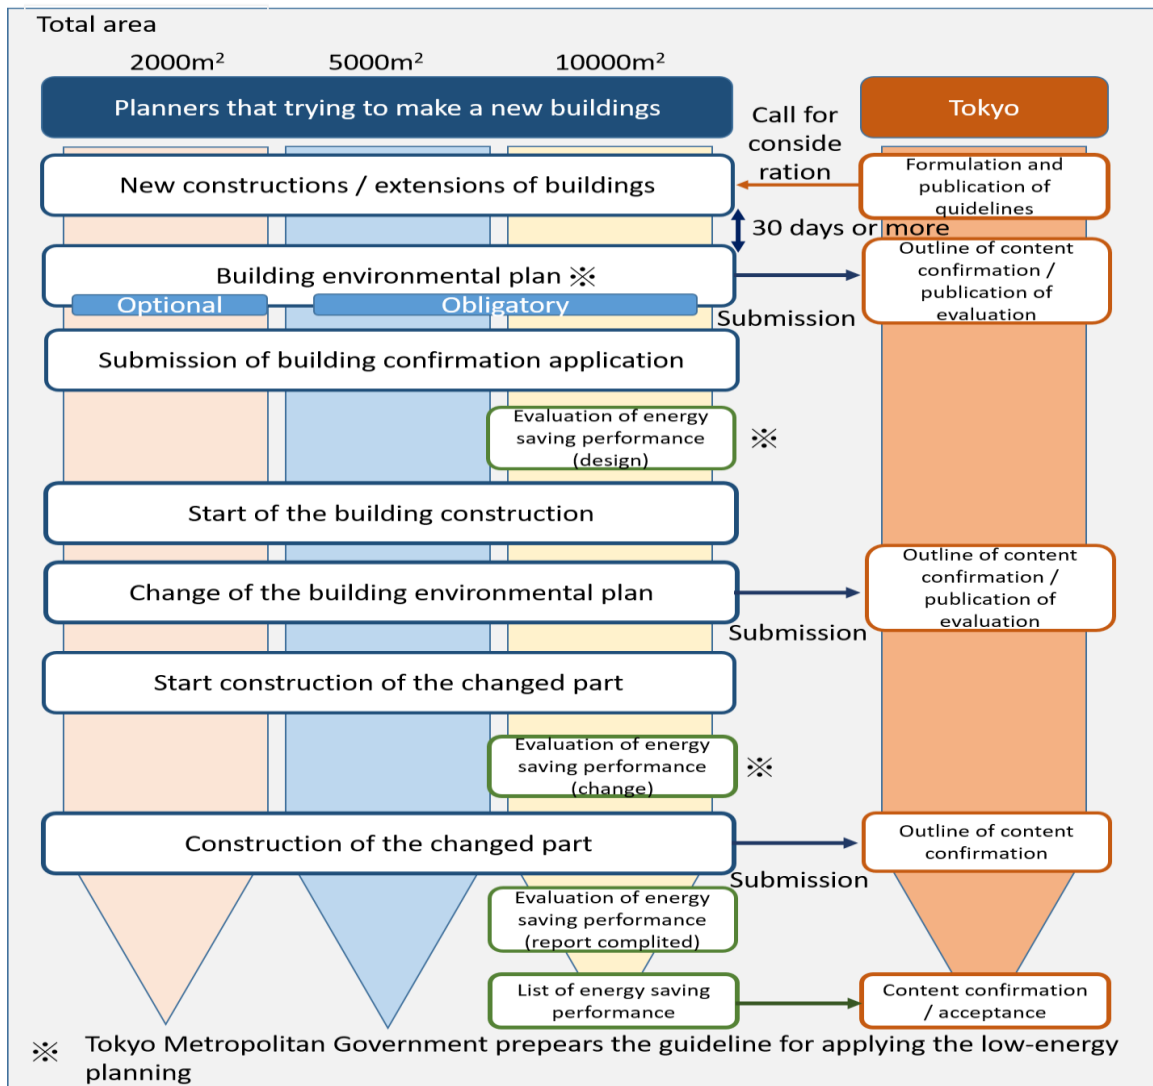 Total area
2000m²
5000m²
10000m²
Planners that trying to make a new buildings
Tokyo
Call for
conside
ration
New constructions / extensions of buildings
Formulation and
publication of
quidelines
30 days or more
Building environmental plan ※
Outline of content
confirmation /
publication of
evaluation
Optional
Obligatory
Submission
Submission of building confirmation application
Evaluation of energy
saving performance
(design)
※
Start of the building construction
Change of the building environmental plan
Outline of content
confirmation /
publication of
evaluation
Submission
Start construction of the changed part
Evaluation of energy
saving performance
(change)
※
Construction of the changed part
Outline of content
confirmation
Submission
Evaluation of energy
saving performance
(report complited)
List of energy saving
performance
Content confirmation
/ acceptance
※ Tokyo Metropolitan Government prepears the guideline for applying the low-energy
planning